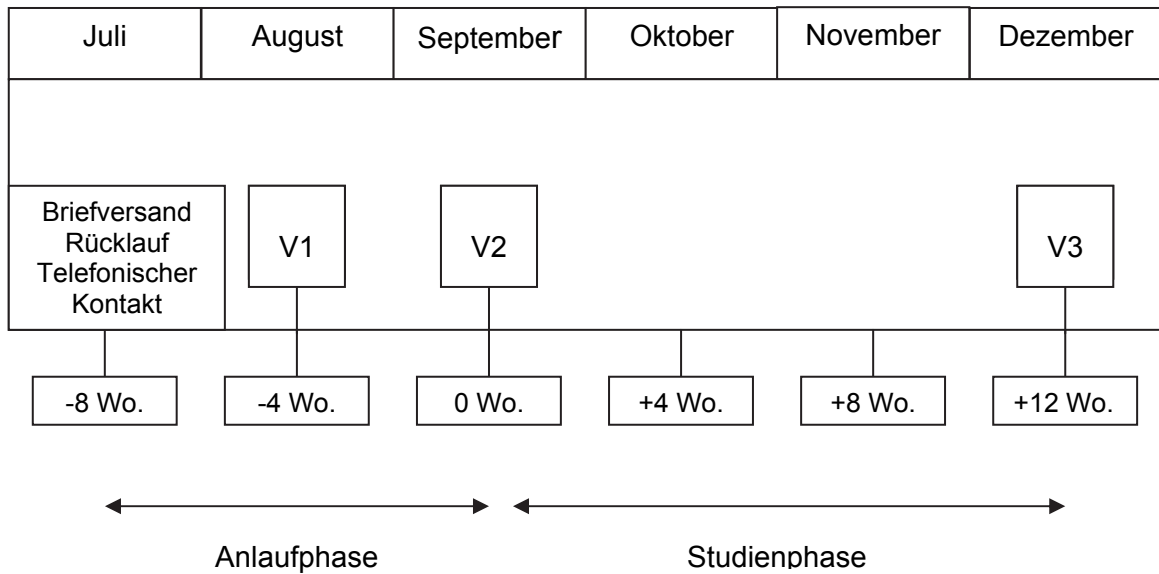 Juli August September Oktober November Dezember
Briefversand
Rücklauf
Telefonischer
Kontakt
V1 V2 V3
-8 Wo. -4 Wo. 0 Wo. +4 Wo. +8 Wo. +12 Wo.
Anlaufphase Studienphase